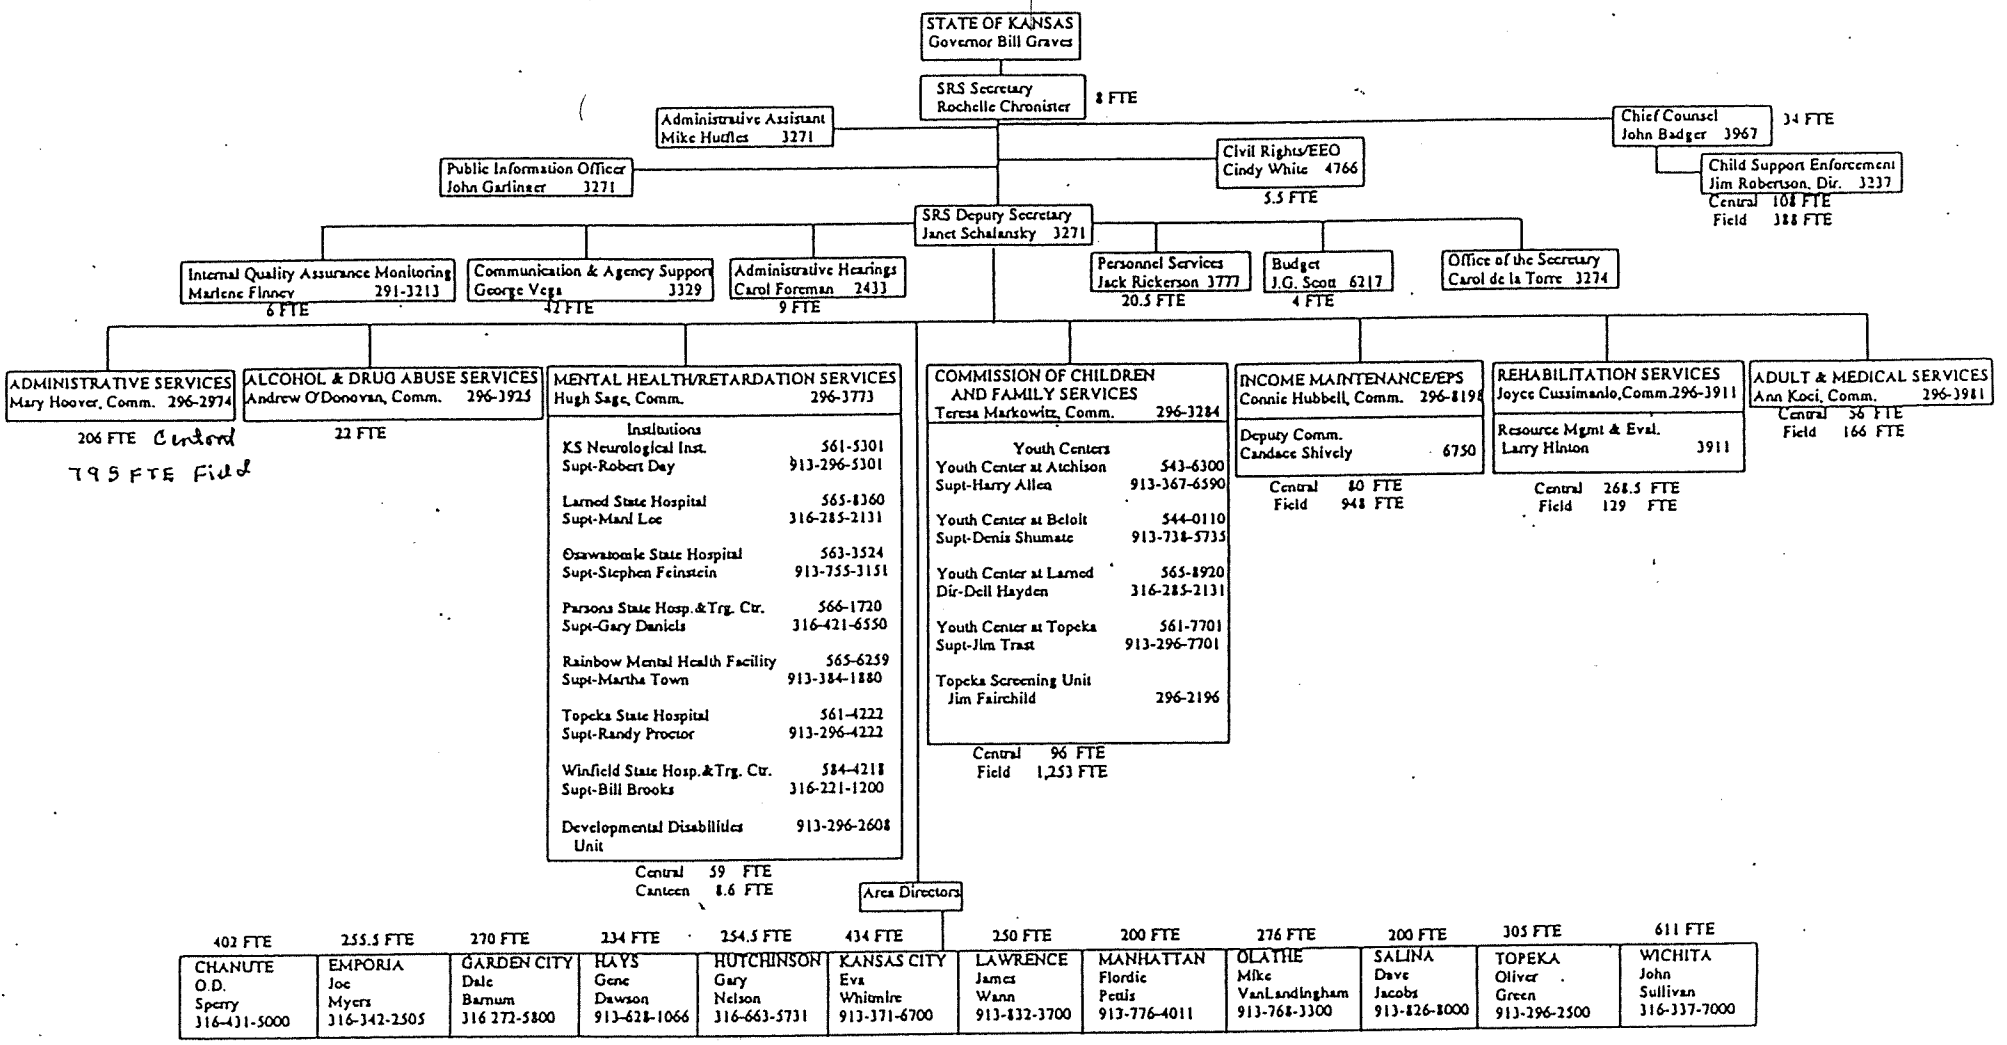 STATE OF KANSAS
Governor Bill Graves
SRS Secretary
Rochelle Chronister
8 FTE
Administrative Assistant
Mike Hutfles 3271
Chief Counsel
John Badger 3967
34 FTE
Public Information Officer
John Garlinger 3271
Civil Rights/EEO
Cindy White 4766
5.5 FTE
Child Support Enforcement
Jim Robertson, Dir. 3237
Central 108 FTE
Field 388 FTE
SRS Deputy Secretary
Janet Schalansky 3271
Internal Quality Assurance Monitoring
Marlene Finney 291-3213
6 FTE
Communication & Agency Support
George Vega 3329
42 FTE
Administrative Hearings
Carol Foreman 2433
9 FTE
Personnel Services
Jack Rickerson 3777
20.5 FTE
Budget
J.G. Scott 6217
4 FTE
Office of the Secretary
Carol de la Torre 3274
ADMINISTRATIVE SERVICES
Mary Hoover, Comm. 296-2974
206 FTE Central
795 FTE Field
ALCOHOL & DRUG ABUSE SERVICES
Andrew O'Donovan, Comm. 296-3925
22 FTE
MENTAL HEALTH/RETARDATION SERVICES
Hugh Sage, Comm. 296-3773
Institutions
KS Neurological Inst. 561-5301
Supt-Robert Day 913-296-5301
Larned State Hospital 565-8360
Supt-Mani Lee 316-285-2131
Osawatomie State Hospital 563-3524
Supt-Stephen Feinstein 913-755-3151
Parsons State Hosp.&Trg. Ctr. 566-1720
Supt-Gary Daniels 316-421-6550
Rainbow Mental Health Facility 565-6259
Supt-Martha Town 913-384-1880
Topeka State Hospital 561-4222
Supt-Randy Proctor 913-296-4222
Winfield State Hosp.&Trg. Ctr. 584-4218
Supt-Bill Brooks 316-221-1200
Developmental Disabilities 913-296-2608
Unit
Central 59 FTE
Canteen 8.6 FTE
COMMISSION OF CHILDREN
AND FAMILY SERVICES
Teresa Markowitz, Comm. 296-3284
Youth Centers
Youth Center at Atchison 543-6300
Supt-Harry Allen 913-367-6590
Youth Center at Beloit 544-0110
Supt-Denis Shumate 913-738-5735
Youth Center at Larned 565-8920
Dir-Dell Hayden 316-285-2131
Youth Center at Topeka 561-7701
Supt-Jim Trast 913-296-7701
Topeka Screening Unit
Jim Fairchild 296-2196
Central 96 FTE
Field 1,253 FTE
INCOME MAINTENANCE/EPS
Connie Hubbell, Comm. 296-8198
Deputy Comm.
Candace Shively 6750
Central 80 FTE
Field 948 FTE
REHABILITATION SERVICES
Joyce Cussimanio,Comm.296-3911
Resource Mgmt & Eval.
Larry Hinton 3911
Central 268.5 FTE
Field 129 FTE
ADULT & MEDICAL SERVICES
Ann Koci, Comm. 296-3981
Central 56 FTE
Field 166 FTE
Area Directors
402 FTE
CHANUTE
O.D.
Sperry
316-431-5000
255.5 FTE
EMPORIA
Joe
Myers
316-342-2505
270 FTE
GARDEN CITY
Dale
Barnum
316 272-5800
234 FTE
HAYS
Gene
Dawson
913-628-1066
254.5 FTE
HUTCHINSON
Gary
Nelson
316-663-5731
434 FTE
KANSAS CITY
Eva
Whitmire
913-371-6700
250 FTE
LAWRENCE
James
Wann
913-832-3700
200 FTE
MANHATTAN
Flordie
Pettis
913-776-4011
276 FTE
OLATHE
Mike
VanLandingham
913-768-3300
200 FTE
SALINA
Dave
Jacobs
913-826-8000
305 FTE
TOPEKA
Oliver
Green
913-296-2500
611 FTE
WICHITA
John
Sullivan
316-337-7000